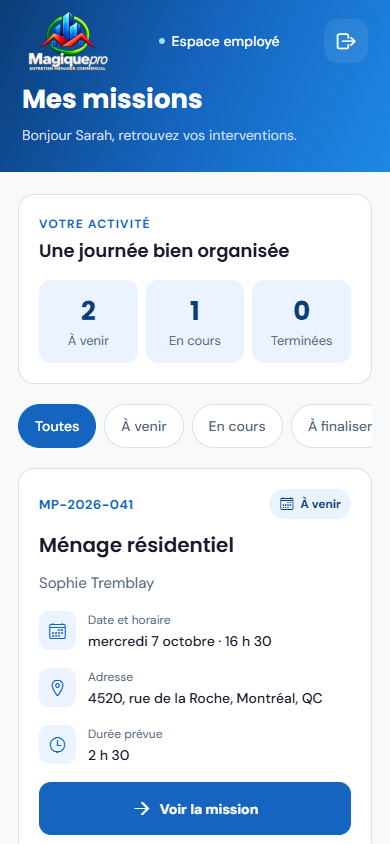 Magiquepro
ENTRETIEN MÉNAGER COMMERCIAL
Espace employé
Mes missions
Bonjour Sarah, retrouvez vos interventions.
VOTRE ACTIVITÉ
Une journée bien organisée
2
À venir
1
En cours
0
Terminées
Toutes
À venir
En cours
À finaliser
MP-2026-041
À venir
Ménage résidentiel
Sophie Tremblay
Date et horaire
mercredi 7 octobre · 16 h 30
Adresse
4520, rue de la Roche, Montréal, QC
Durée prévue
2 h 30
Voir la mission